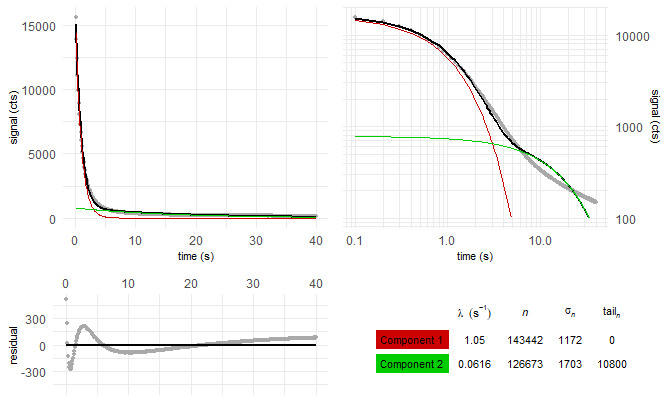 signal (cts)
15000
10000
5000
0
0 10 20 30 40
time (s)
10000
1000
100
signal (cts)
0.1 1.0 10.0
time (s)
0 10 20 30 40
residual
300
0
-300
λ (s⁻¹) n σₙ tailₙ
Component 1 1.05 143442 1172 0
Component 2 0.0616 126673 1703 10800